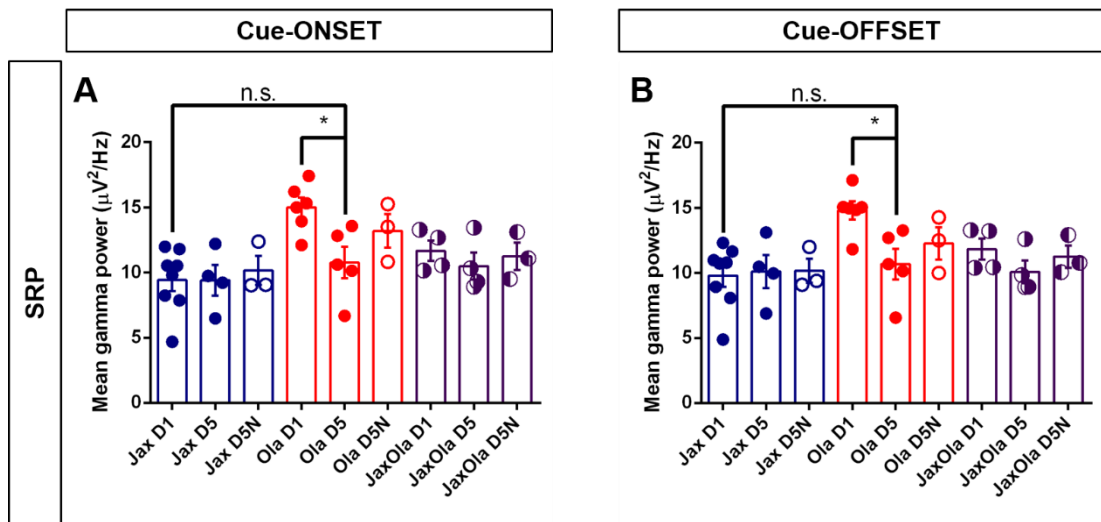 Cue-ONSET
Cue-OFFSET
SRP
A
n.s.
*
Mean gamma power (μV²/Hz)
20
15
10
5
0
Jax D1
Jax D5
Jax D5N
Ola D1
Ola D5
Ola D5N
JaxOla D1
JaxOla D5
JaxOla D5N
B
n.s.
*
Mean gamma power (μV²/Hz)
20
15
10
5
0
Jax D1
Jax D5
Jax D5N
Ola D1
Ola D5
Ola D5N
JaxOla D1
JaxOla D5
JaxOla D5N